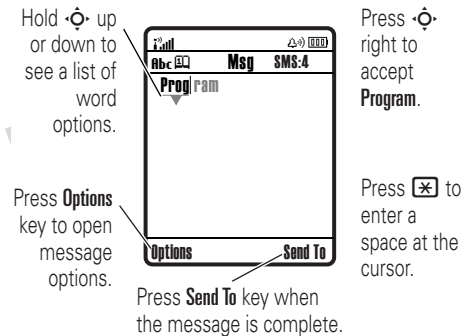 Hold up
or down to
see a list of
word
options.
Press Options
key to open
message
options.
Abc Msg SMS:4
Program
Options Send To
Press Send To key when
the message is complete.
Press
right to
accept
Program.
Press * to
enter a
space at the
cursor.